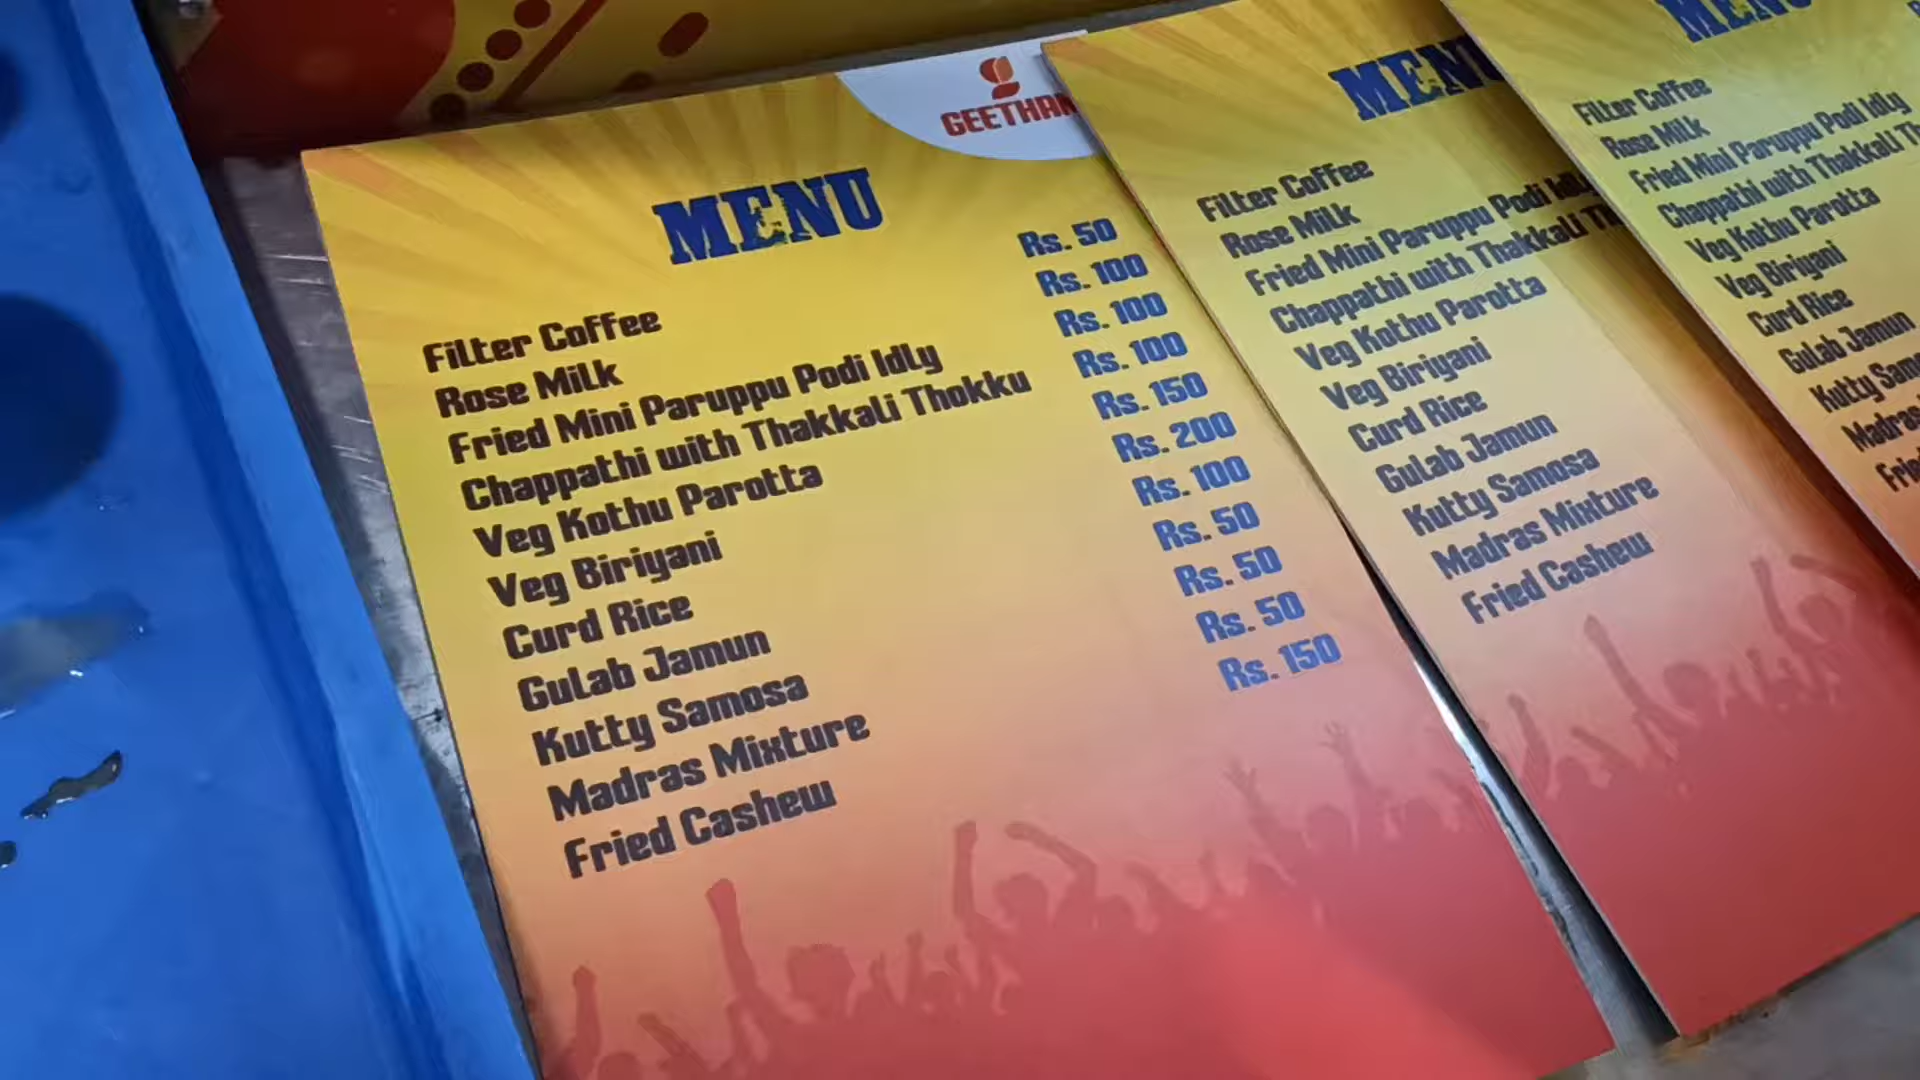 GEETHAM
MENU
Filter Coffee Rs. 50
Rose Milk Rs. 100
Fried Mini Paruppu Podi Idly Rs. 100
Chappathi with Thakkali Thokku Rs. 100
Veg Kothu Parotta Rs. 150
Veg Biriyani Rs. 200
Curd Rice Rs. 100
Gulab Jamun Rs. 50
Kutty Samosa Rs. 50
Madras Mixture Rs. 50
Fried Cashew Rs. 150
MENU
Filter Coffee
Rose Milk
Fried Mini Paruppu Podi Idly
Chappathi with Thakkali
Veg Kothu Parotta
Veg Biriyani
Curd Rice
Gulab Jamun
Kutty Samosa
Madras Mixture
Fried Cashew
MENU
Filter Coffee
Rose Milk
Fried Mini Paruppu Podi Idly
Chappathi with Thakkali
Veg Kothu Parotta
Veg Biriyani
Curd Rice
Gulab Jamun
Kutty
Madras